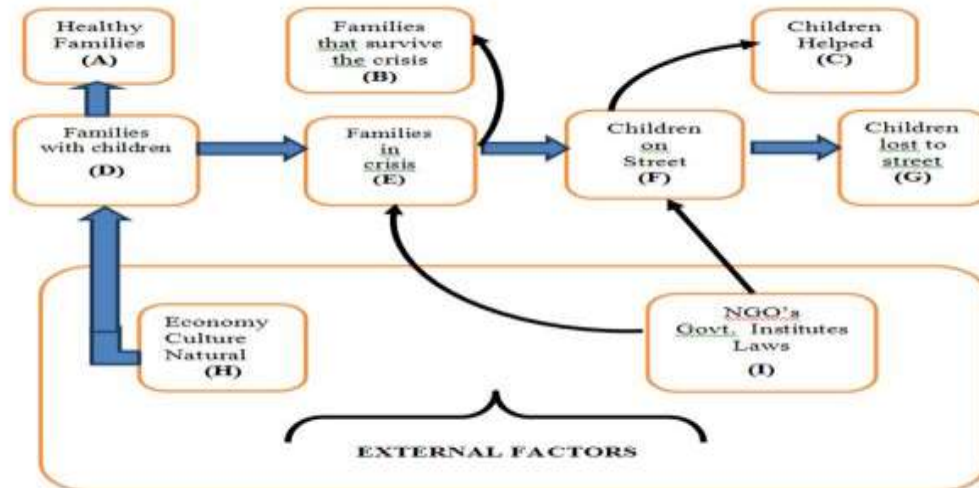 Healthy
Families
(A)
Families
that survive
the crisis
(B)
Children
Helped
(C)
Families
with children
(D)
Families
in
crisis
(E)
Children
on
Street
(F)
Children
lost to
street
(G)
Economy
Culture
Natural
(H)
NGO's
Govt. Institutes
Laws
(I)
EXTERNAL FACTORS